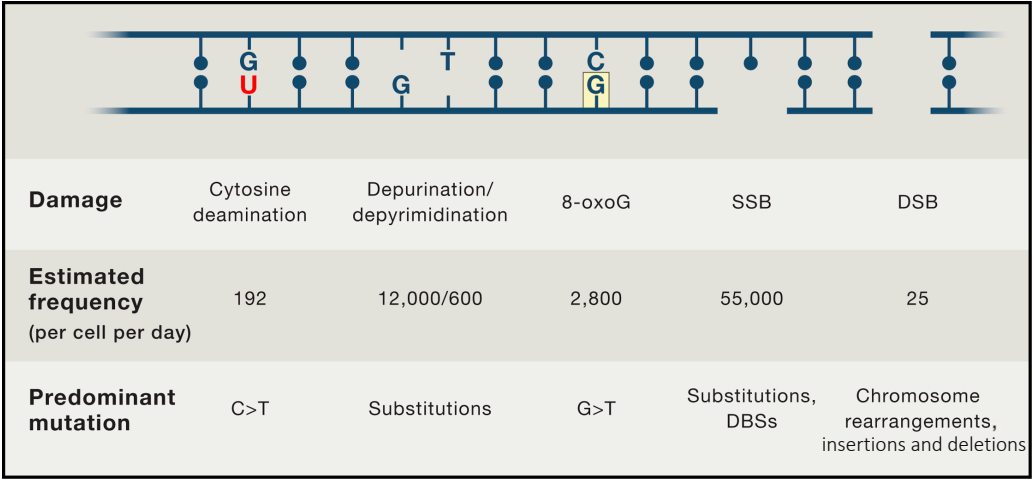 G T C
U G G
Damage
Cytosine
deamination
Depurination/
depyrimidination
8-oxoG
SSB
DSB
Estimated
frequency
(per cell per day)
192
12,000/600
2,800
55,000
25
Predominant
mutation
C>T
Substitutions
G>T
Substitutions,
DBSs
Chromosome
rearrangements,
insertions and deletions